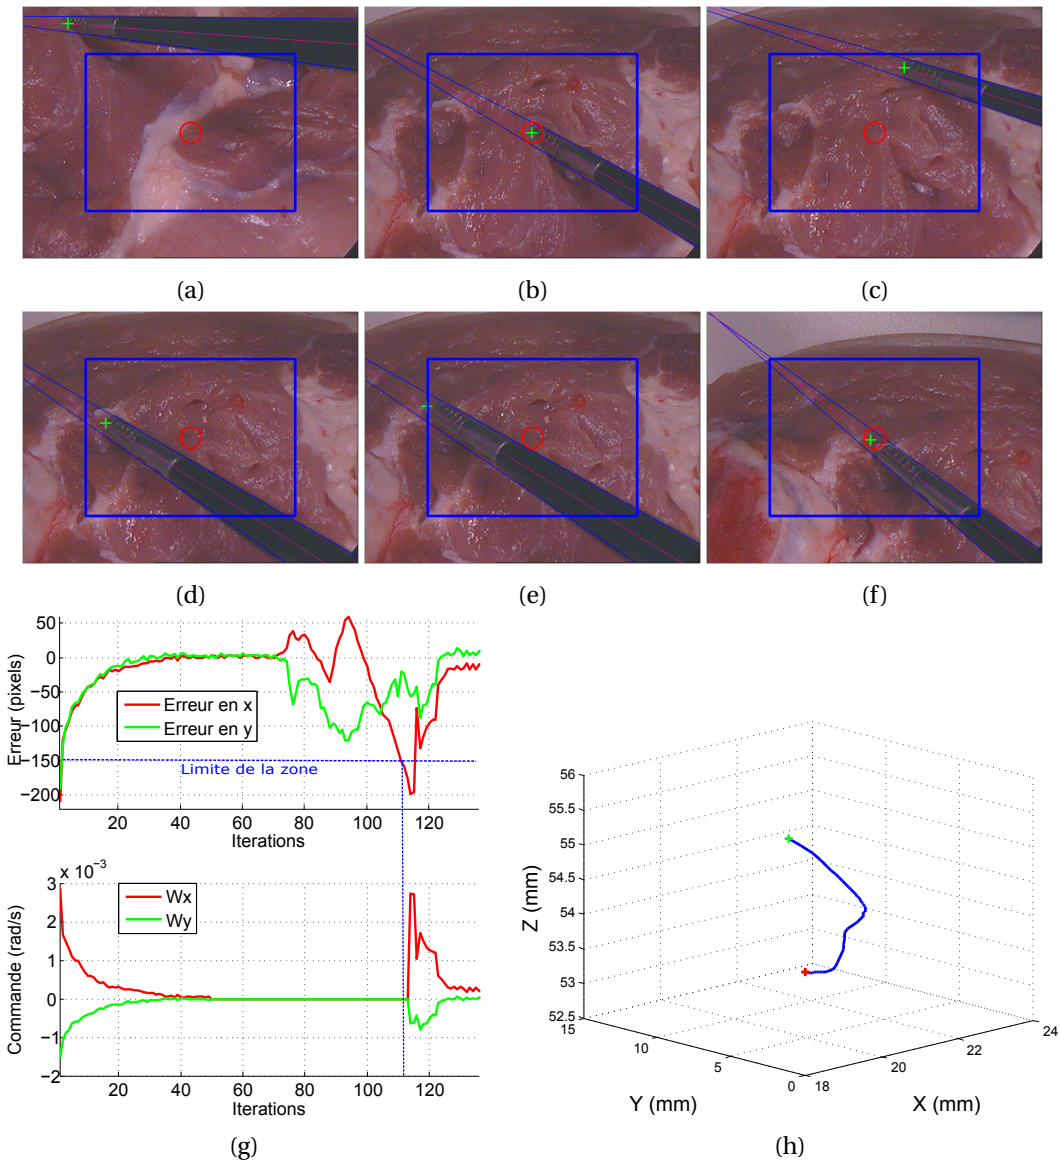 (a)
(b)
(c)
(d)
(e)
(f)
50
0
−50
−100
−150
−200
Erreur (pixels)
Erreur en x
Erreur en y
Limite de la zone
20
40
60
80
100
120
Iterations
x 10⁻³
3
2
1
0
−1
−2
Commande (rad/s)
Wx
Wy
20
40
60
80
100
120
Iterations
(g)
56
55.5
55
54.5
54
53.5
53
52.5
Z (mm)
15
10
5
0
Y (mm)
18
20
22
24
X (mm)
(h)